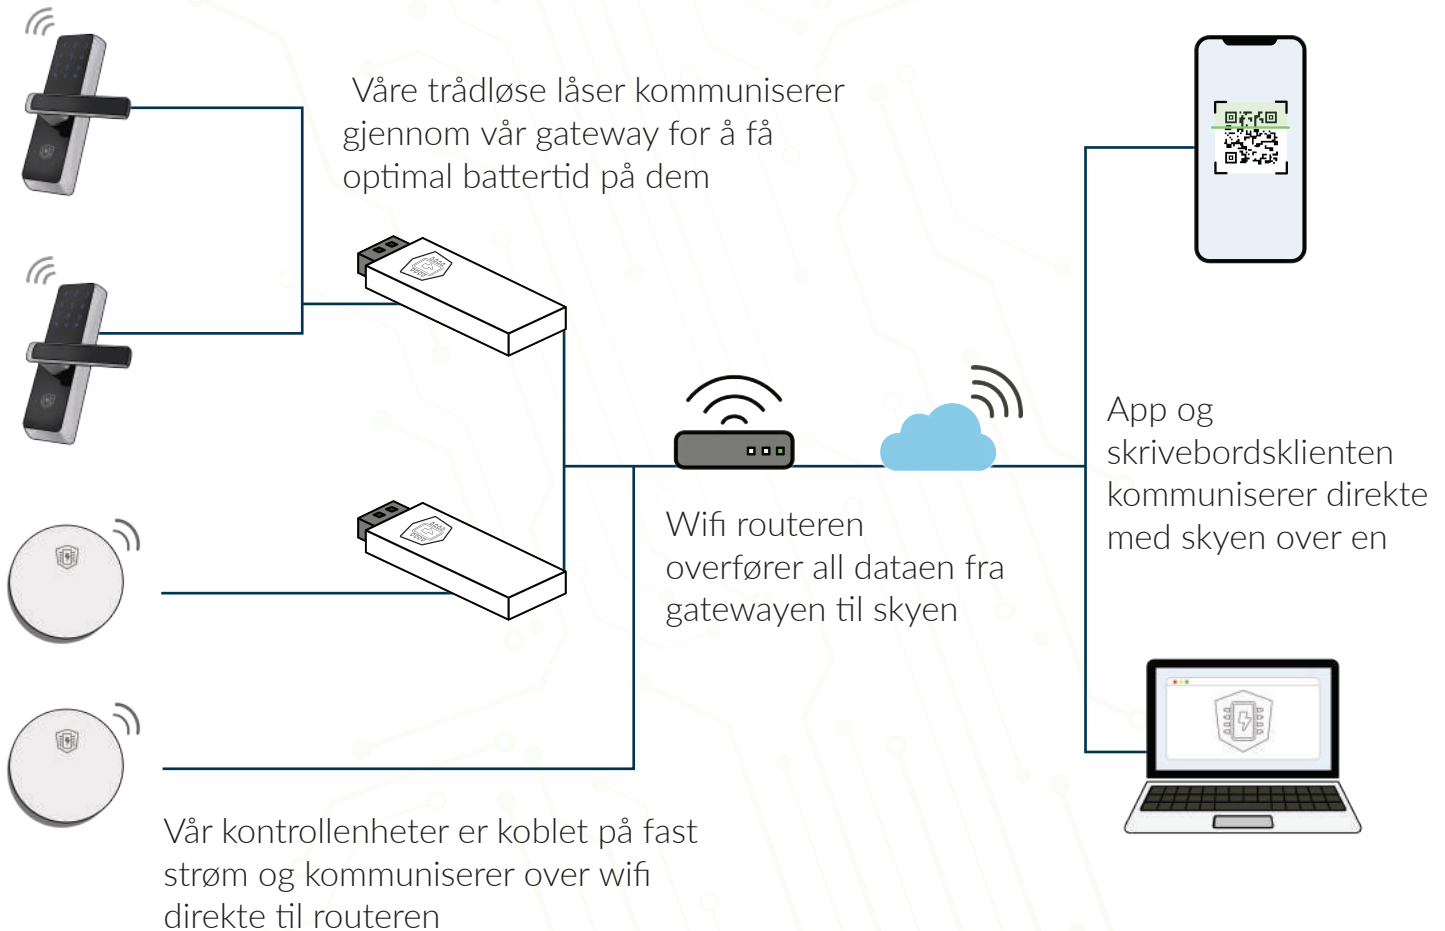 Våre trådløse låser kommuniserer
gjennom vår gateway for å få
optimal battertid på dem
App og
skrivebordsklienten
kommuniserer direkte
med skyen over en
Wifi routeren
overfører all dataen fra
gatewayen til skyen
Vår kontrollenheter er koblet på fast
strøm og kommuniserer over wifi
direkte til routeren